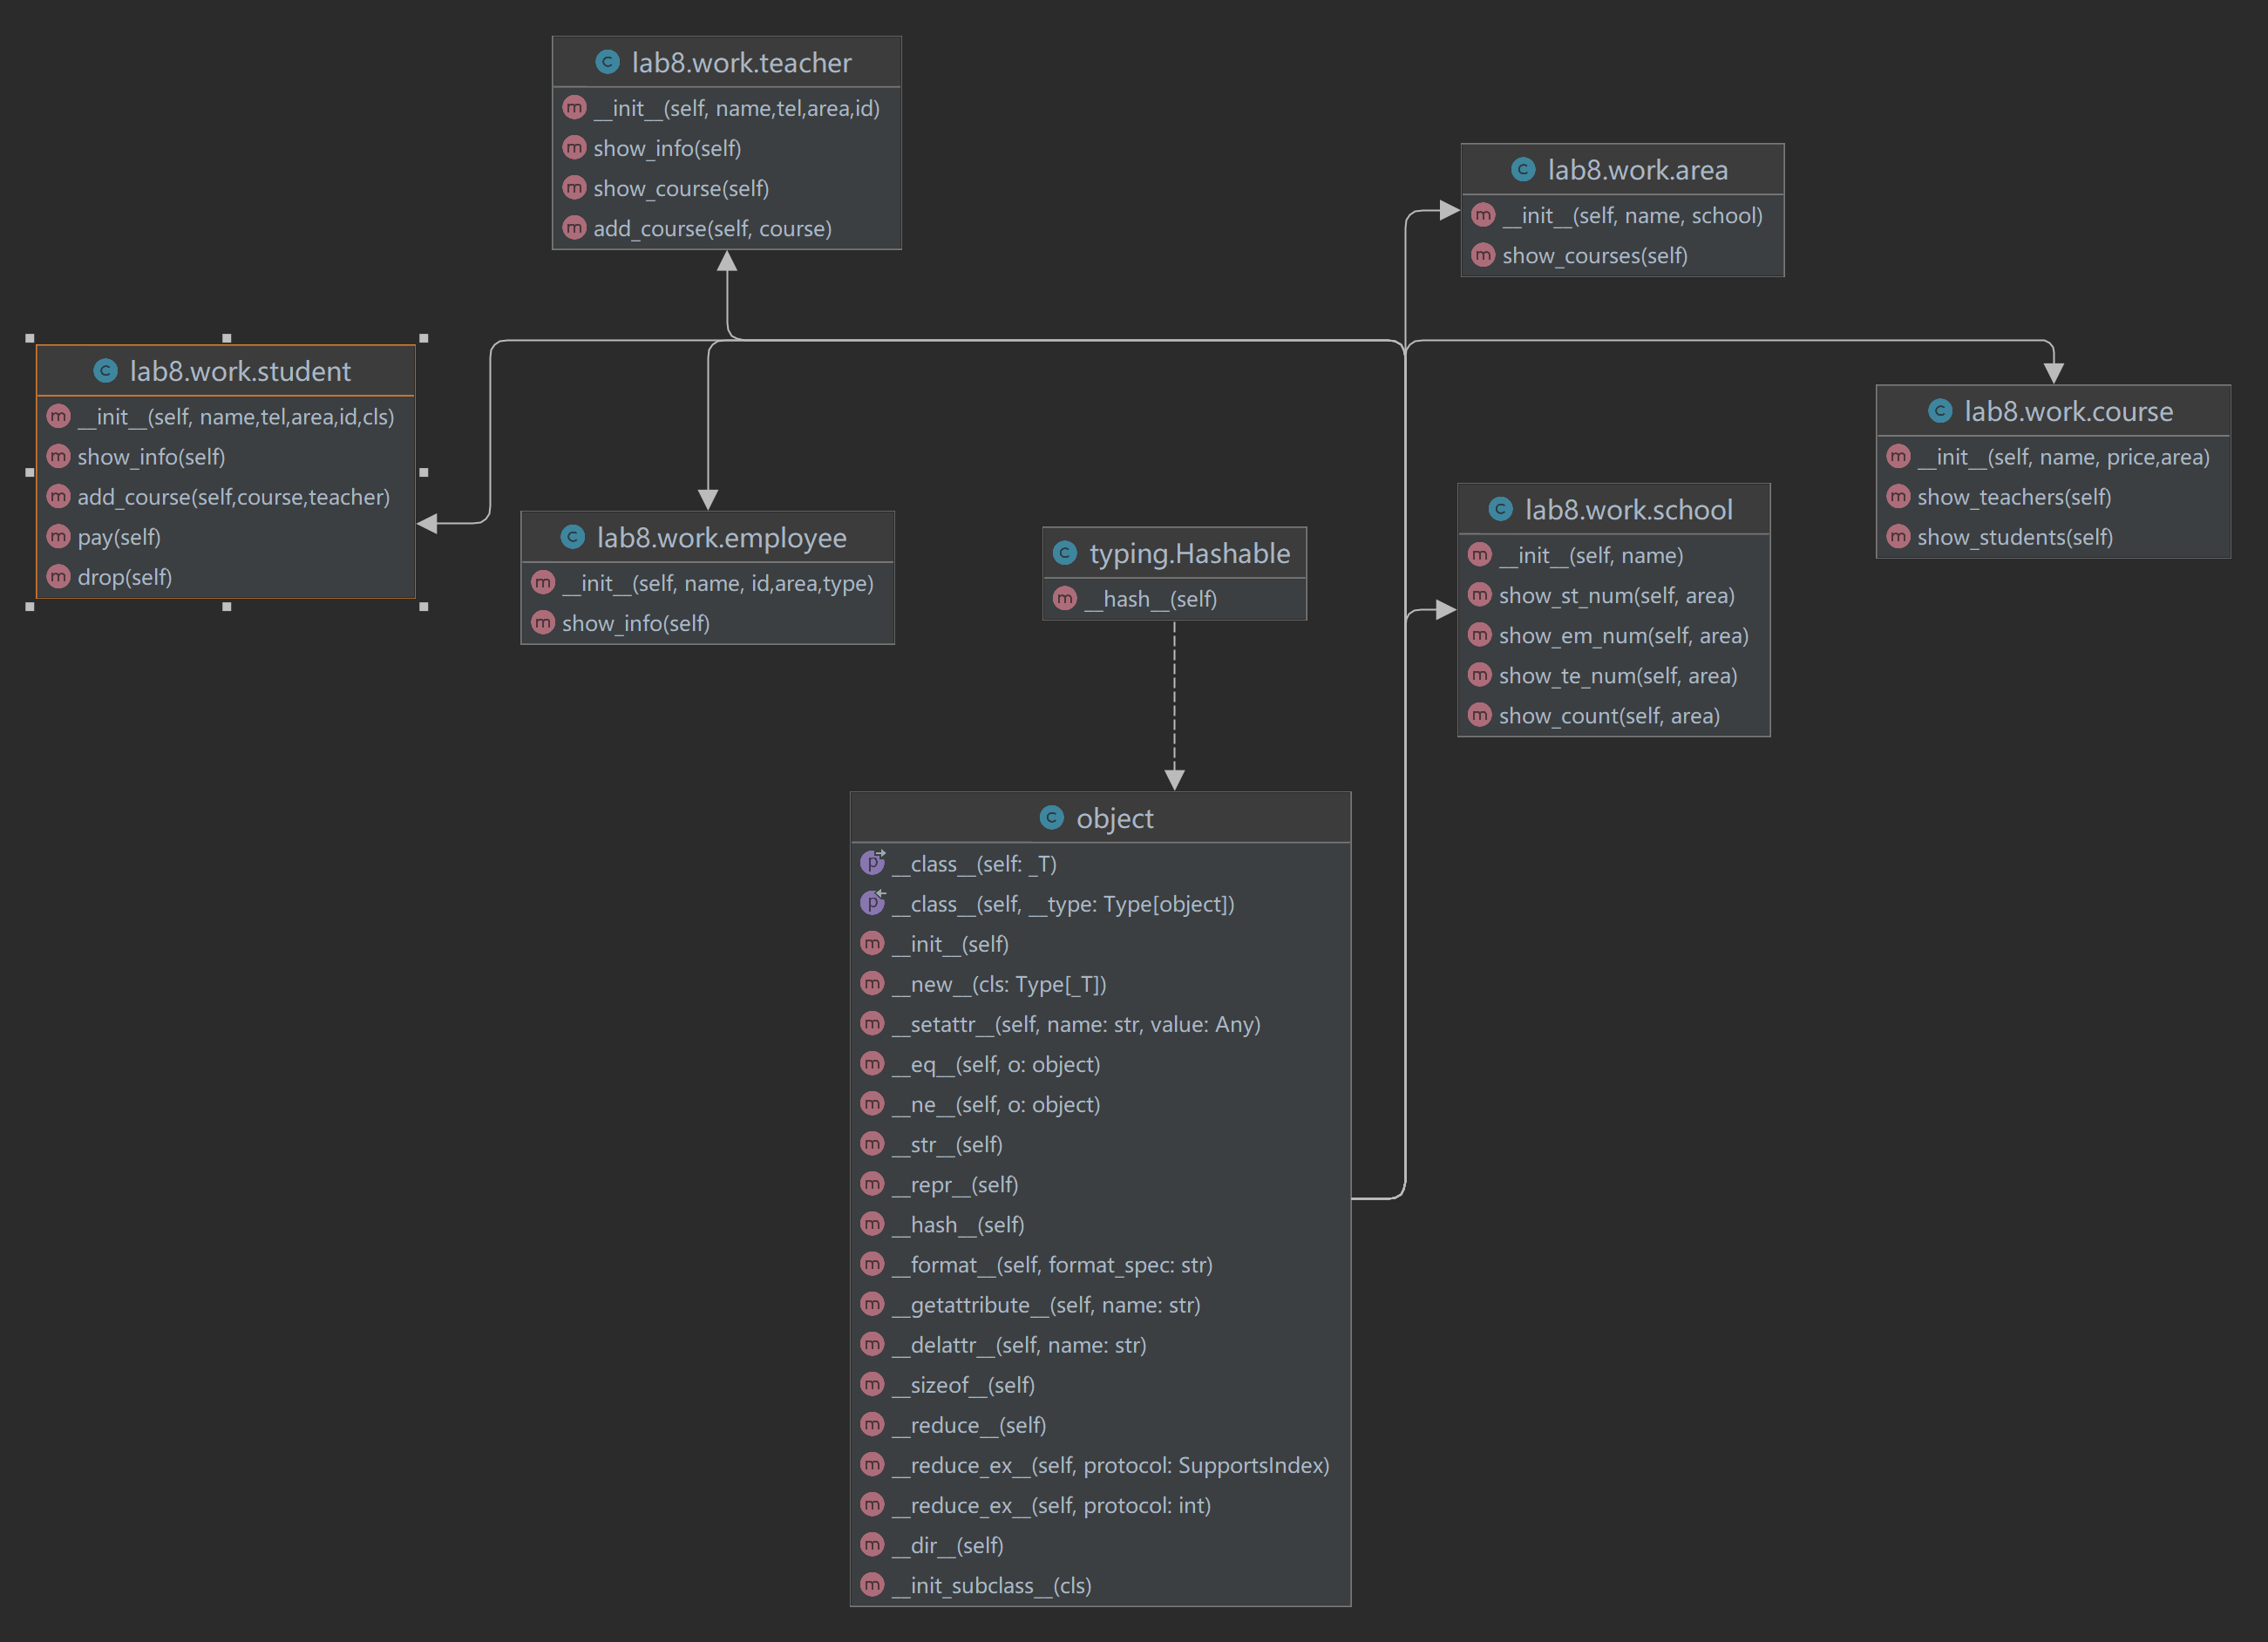 lab8.work.teacher
__init__(self, name,tel,area,id)
show_info(self)
show_course(self)
add_course(self, course)
lab8.work.area
__init__(self, name, school)
show_courses(self)
lab8.work.student
__init__(self, name,tel,area,id,cls)
show_info(self)
add_course(self,course,teacher)
pay(self)
drop(self)
lab8.work.course
__init__(self, name, price,area)
show_teachers(self)
show_students(self)
lab8.work.employee
__init__(self, name, id,area,type)
show_info(self)
typing.Hashable
__hash__(self)
lab8.work.school
__init__(self, name)
show_st_num(self, area)
show_em_num(self, area)
show_te_num(self, area)
show_count(self, area)
object
__class__(self: _T)
__class__(self, __type: Type[object])
__init__(self)
__new__(cls: Type[_T])
__setattr__(self, name: str, value: Any)
__eq__(self, o: object)
__ne__(self, o: object)
__str__(self)
__repr__(self)
__hash__(self)
__format__(self, format_spec: str)
__getattribute__(self, name: str)
__delattr__(self, name: str)
__sizeof__(self)
__reduce__(self)
__reduce_ex__(self, protocol: SupportsIndex)
__reduce_ex__(self, protocol: int)
__dir__(self)
__init_subclass__(cls)